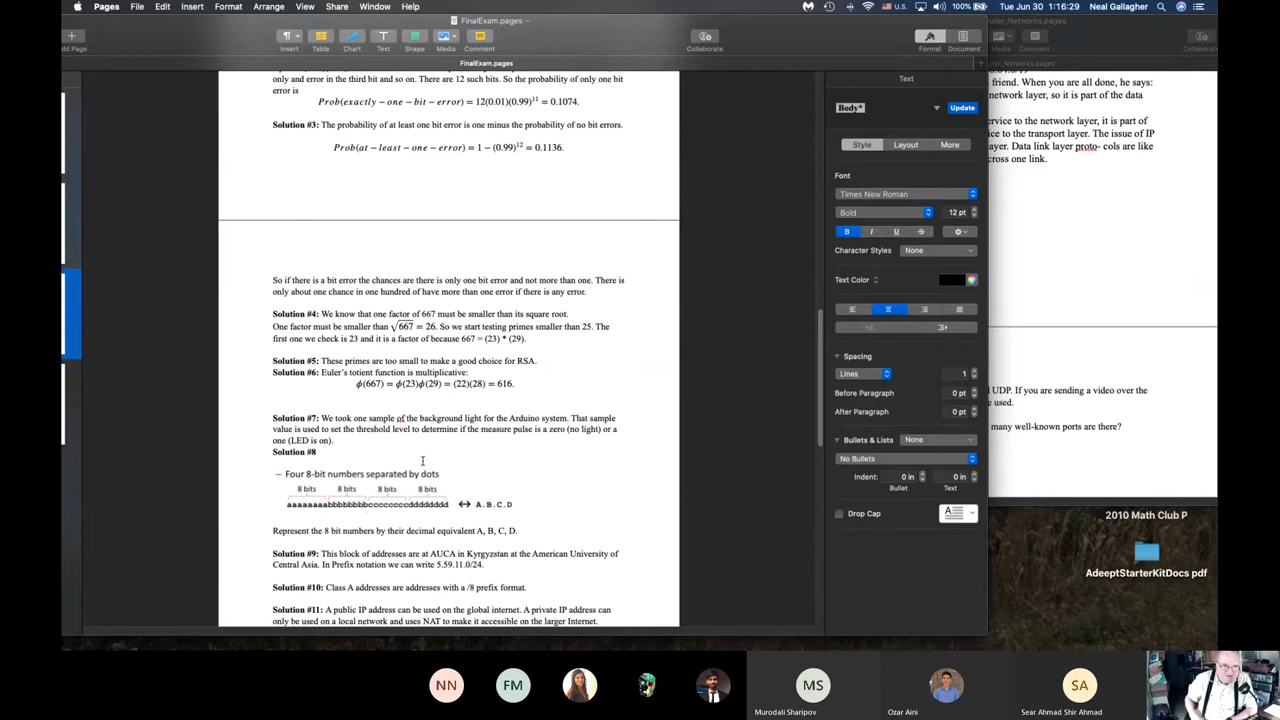 Pages File Edit Insert Format Arrange View Share Window Help
U.S. 100% Tue Jun 30 1:16:29 Neal Gallagher
FinalExam.pages
uter_Networks.pages
dd Page
Insert Table Chart Text Shape Media Comment
Collaborate
Format Document
Media Comment
Collaborate
FinalExam.pages
uter_Networks.pages
only and error in the third bit and so on. There are 12 such bits. So the probability of only one bit
error is
Prob(exactly − one − bit − error) = 12(0.01)(0.99)¹¹ = 0.1074.
Solution #3: The probability of at least one bit error is one minus the probability of no bit errors.
Prob(at − least − one − error) = 1 − (0.99)¹² = 0.1136.
So if there is a bit error the chances are there is only one bit error and not more than one. There is
only about one chance in one hundred of have more than one error if there is any error.
Solution #4: We know that one factor of 667 must be smaller than its square root.
One factor must be smaller than √667 = 26. So we start testing primes smaller than 25. The
first one we check is 23 and it is a factor of because 667 = (23) * (29).
Solution #5: These primes are too small to make a good choice for RSA.
Solution #6: Euler's totient function is multiplicative:
ϕ(667) = ϕ(23)ϕ(29) = (22)(28) = 616.
Solution #7: We took one sample of the background light for the Arduino system. That sample
value is used to set the threshold level to determine if the measure pulse is a zero (no light) or a
one (LED is on).
Solution #8
– Four 8-bit numbers separated by dots
8 bits 8 bits 8 bits 8 bits
aaaaaaaabbbbbbbbccccccccdddddddd ↔ A.B.C.D
Represent the 8 bit numbers by their decimal equivalent A, B, C, D.
Solution #9: This block of addresses are at AUCA in Kyrgyzstan at the American University of
Central Asia. In Prefix notation we can write 5.59.11.0/24.
Solution #10: Class A addresses are addresses with a /8 prefix format.
Solution #11: A public IP address can be used on the global internet. A private IP address can
only be used on a local network and uses NAT to make it accessible on the larger Internet.
Text
Body* Update
Style Layout More
Font
Times New Roman
Bold 12 pt
B I U S
Character Styles None
Text Color
Spacing
Lines 1
Before Paragraph 0 pt
After Paragraph 0 pt
Bullets & Lists None
No Bullets
Indent: 0 in 0 in
Bullet Text
Drop Cap
friend. When you are all done, he says:
network layer, so it is part of the data
ervice to the network layer, it is part of
ice to the transport layer. The issue of IP
ayer. Data link layer proto- cols are like
cross one link.
l UDP. If you are sending a video over the
e used.
many well-known ports are there?
2010 Math Club P
AdeeptStarterKitDocs pdf
NN FM MS SA
Murodali Sharipov Ozar Aini Sear Ahmad Shir Ahmad